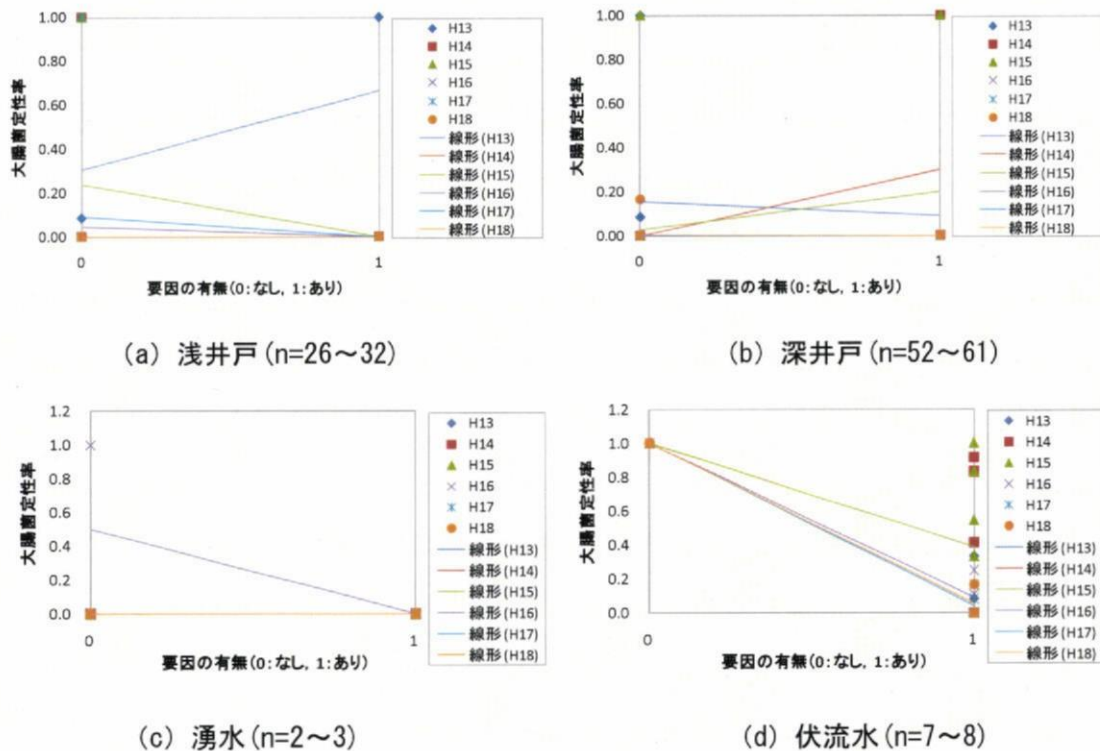 1.00
0.80
0.60
0.40
0.20
0.00
大腸菌定性率
0
1
要因の有無(0:なし, 1:あり)
H13
H14
H15
H16
H17
H18
線形(H13)
線形(H14)
線形(H15)
線形(H16)
線形(H17)
線形(H18)
(a) 浅井戸(n=26～32)
1.00
0.80
0.60
0.40
0.20
0.00
大腸菌定性率
0
1
要因の有無(0:なし, 1:あり)
H13
H14
H15
H16
H17
H18
線形(H13)
線形(H14)
線形(H15)
線形(H16)
線形(H17)
線形(H18)
(b) 深井戸(n=52～61)
1.2
1.0
0.8
0.6
0.4
0.2
0.0
大腸菌定性率
0
1
要因の有無(0:なし, 1:あり)
H13
H14
H15
H16
H17
H18
線形(H13)
線形(H14)
線形(H15)
線形(H16)
線形(H17)
線形(H18)
(c) 湧水(n=2～3)
1.2
1.0
0.8
0.6
0.4
0.2
0.0
大腸菌定性率
0
1
要因の有無(0:なし, 1:あり)
H13
H14
H15
H16
H17
H18
線形(H13)
線形(H14)
線形(H15)
線形(H16)
線形(H17)
線形(H18)
(d) 伏流水(n=7～8)